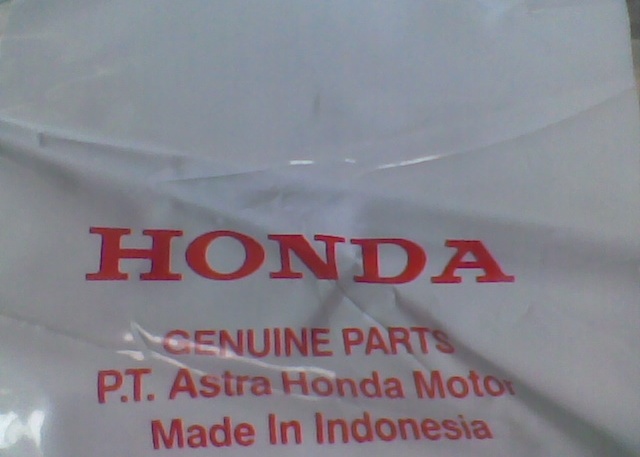 HONDA
GENUINE PARTS
P.T. Astra Honda Motor
Made In Indonesia